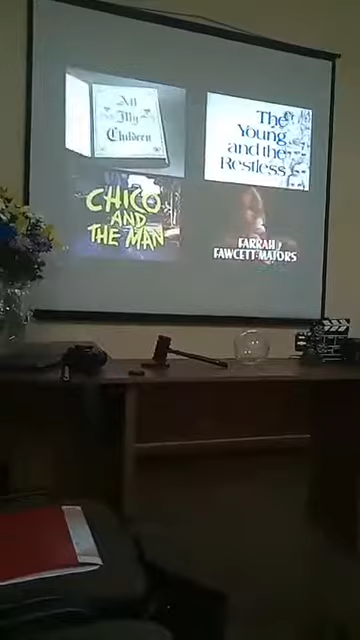 All
My
Children
The
Young
and the
Restless
CHICO
AND
THE MAN
FARRAH
FAWCETT-MAJORS